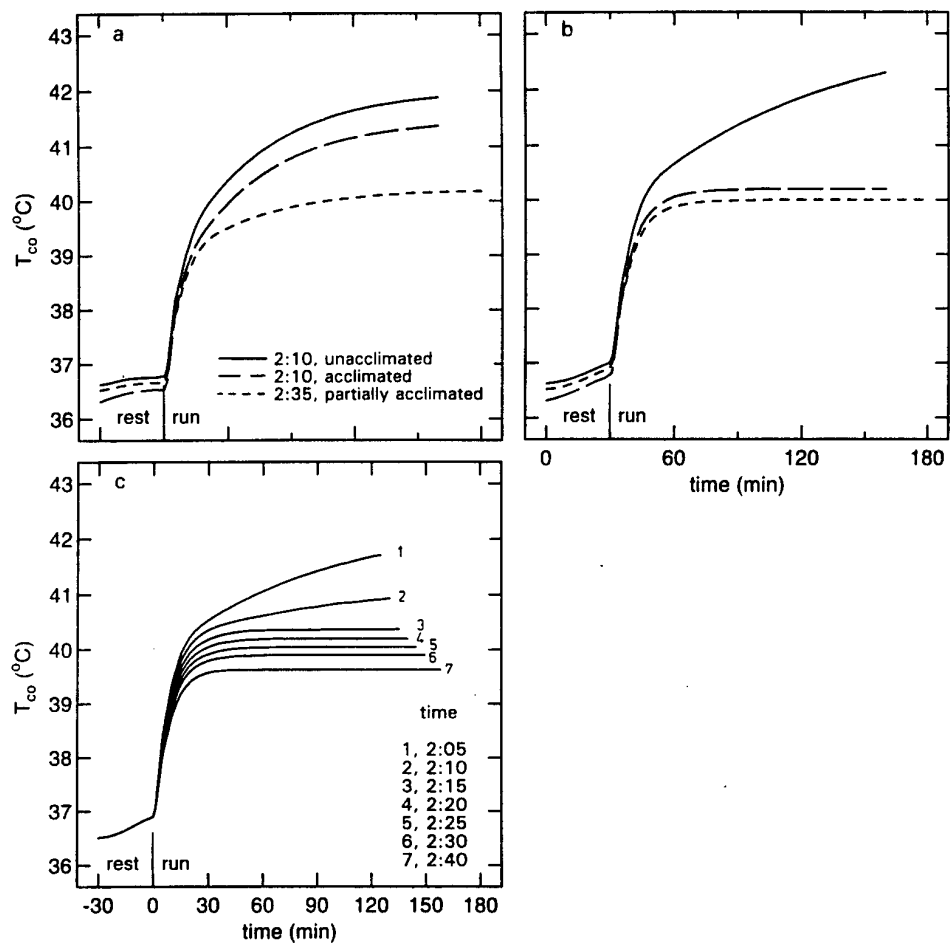 a
43
42
41
40
39
38
37
36
T_co (°C)
2:10, unacclimated
2:10, acclimated
2:35, partially acclimated
rest run
b
rest run
0 60 120 180
time (min)
c
43
42
41
40
39
38
37
36
T_co (°C)
1
2
3
4
5
6
7
time
1, 2:05
2, 2:10
3, 2:15
4, 2:20
5, 2:25
6, 2:30
7, 2:40
rest run
-30 0 30 60 90 120 150 180
time (min)